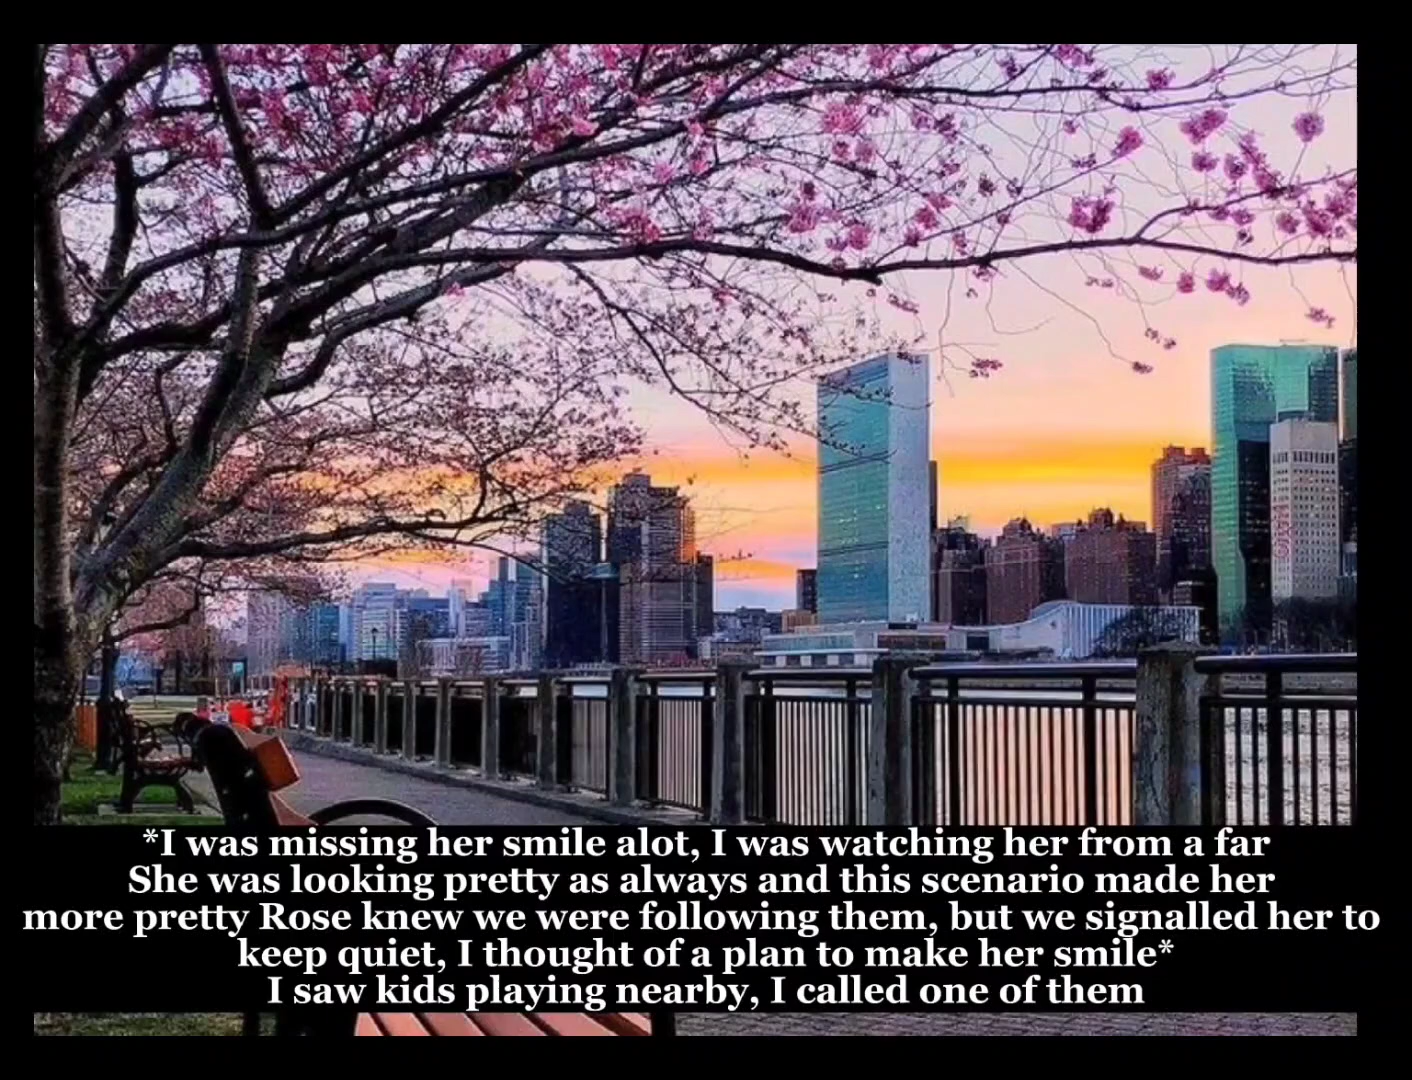 *I was missing her smile alot, I was watching her from a far
She was looking pretty as always and this scenario made her
more pretty Rose knew we were following them, but we signalled her to
keep quiet, I thought of a plan to make her smile*
I saw kids playing nearby, I called one of them